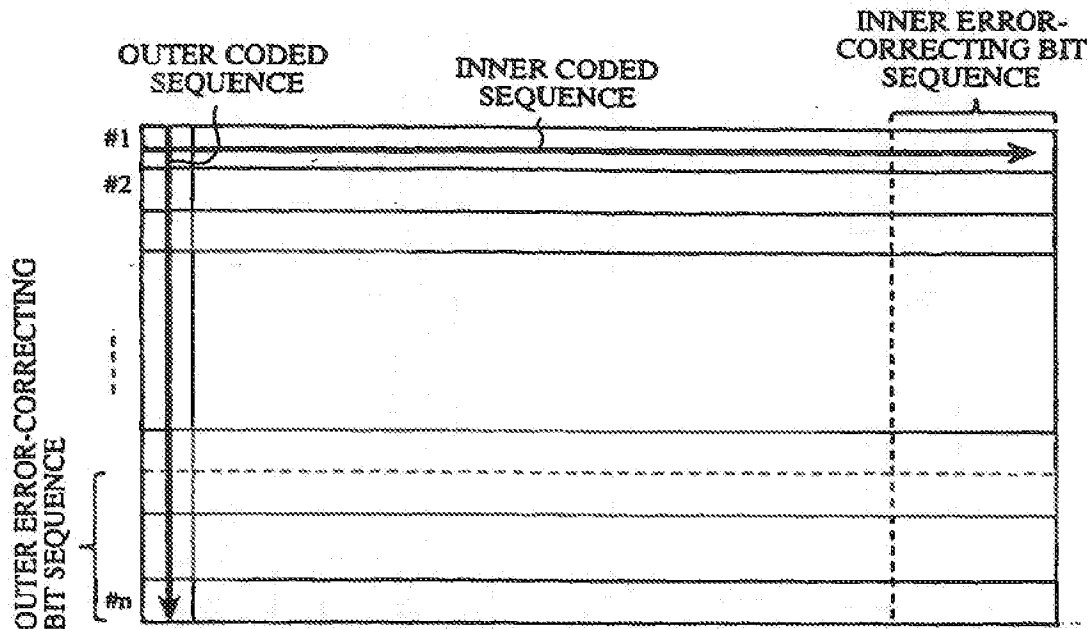 OUTER CODED
SEQUENCE
INNER CODED
SEQUENCE
INNER ERROR-
CORRECTING BIT
SEQUENCE
#1
#2
#n
OUTER ERROR-CORRECTING
BIT SEQUENCE